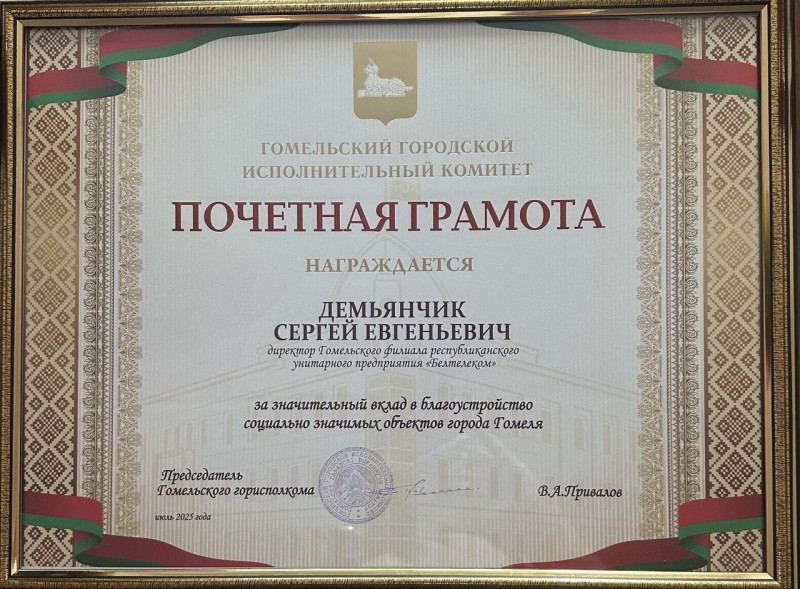 ГОМЕЛЬСКИЙ ГОРОДСКОЙ
ИСПОЛНИТЕЛЬНЫЙ КОМИТЕТ
ПОЧЕТНАЯ ГРАМОТА
НАГРАЖДАЕТСЯ
ДЕМЬЯНЧИК
СЕРГЕЙ ЕВГЕНЬЕВИЧ
директор Гомельского филиала республиканского
унитарного предприятия «Белтелеком»
за значительный вклад в благоустройство
социально значимых объектов города Гомеля
Председатель
Гомельского горисполкома
В.А.Привалов
июль 2025 года